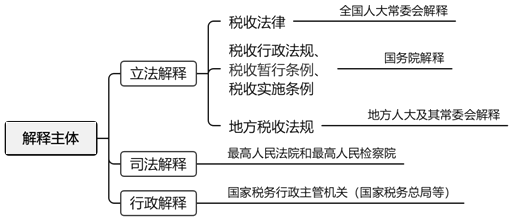 解释主体
立法解释
税收法律
全国人大常委会解释
税收行政法规、
税收暂行条例、
税收实施条例
国务院解释
地方税收法规
地方人大及其常委会解释
司法解释
最高人民法院和最高人民检察院
行政解释
国家税务行政主管机关（国家税务总局等）